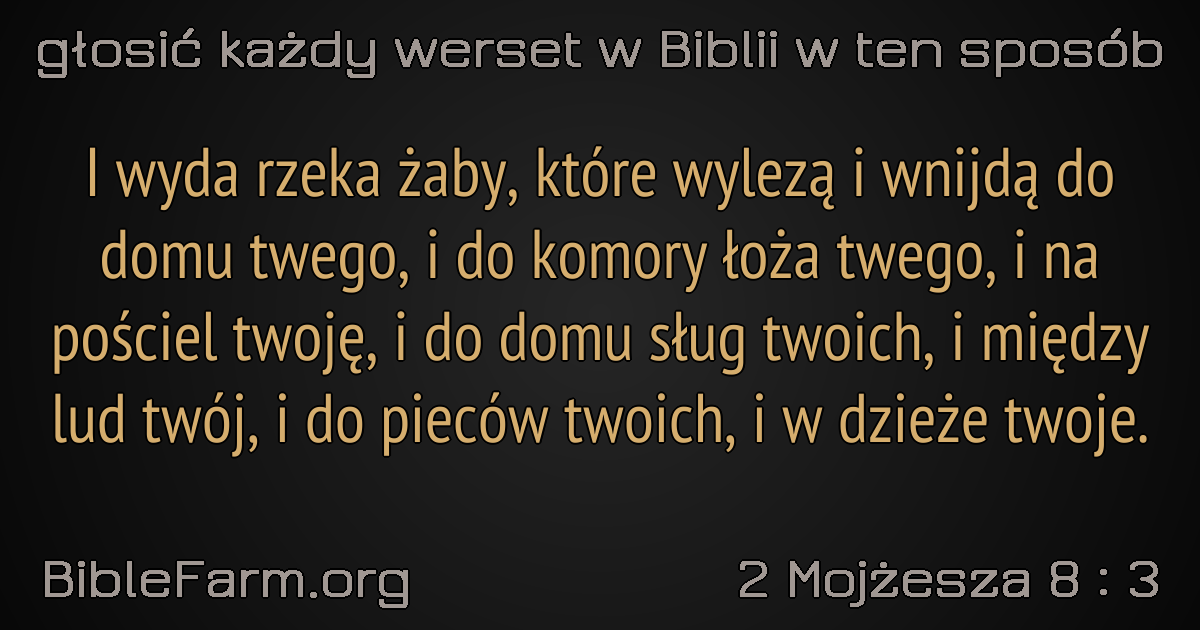 głosić każdy werset w Biblii w ten sposób
I wyda rzeka żaby, które wylezą i wnijdą do
domu twego, i do komory łoża twego, i na
pościel twoję, i do domu sług twoich, i między
lud twój, i do pieców twoich, i w dzieże twoje.
BibleFarm.org
2 Mojżesza 8 : 3